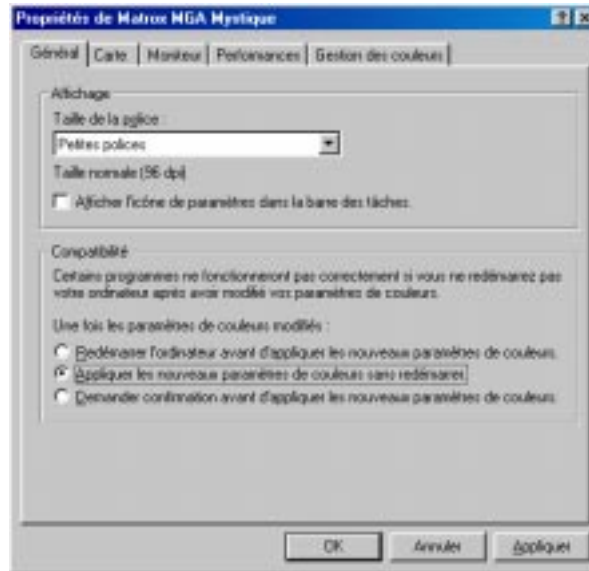 Propriétés de Matrox MGA Mystique
Général Carte Moniteur Performances Gestion des couleurs
Affichage
Taille de la police :
Petites polices
Taille normale (96 dpi)
Afficher l'icône de paramètres dans la barre des tâches.
Compatibilité
Certains programmes ne fonctionneront pas correctement si vous ne redémarrez pas
votre ordinateur après avoir modifié vos paramètres de couleurs.
Une fois les paramètres de couleurs modifiés :
Redémarrer l'ordinateur avant d'appliquer les nouveaux paramètres de couleurs.
Appliquer les nouveaux paramètres de couleurs sans redémarrer.
Demander confirmation avant d'appliquer les nouveaux paramètres de couleurs
OK Annuler Appliquer